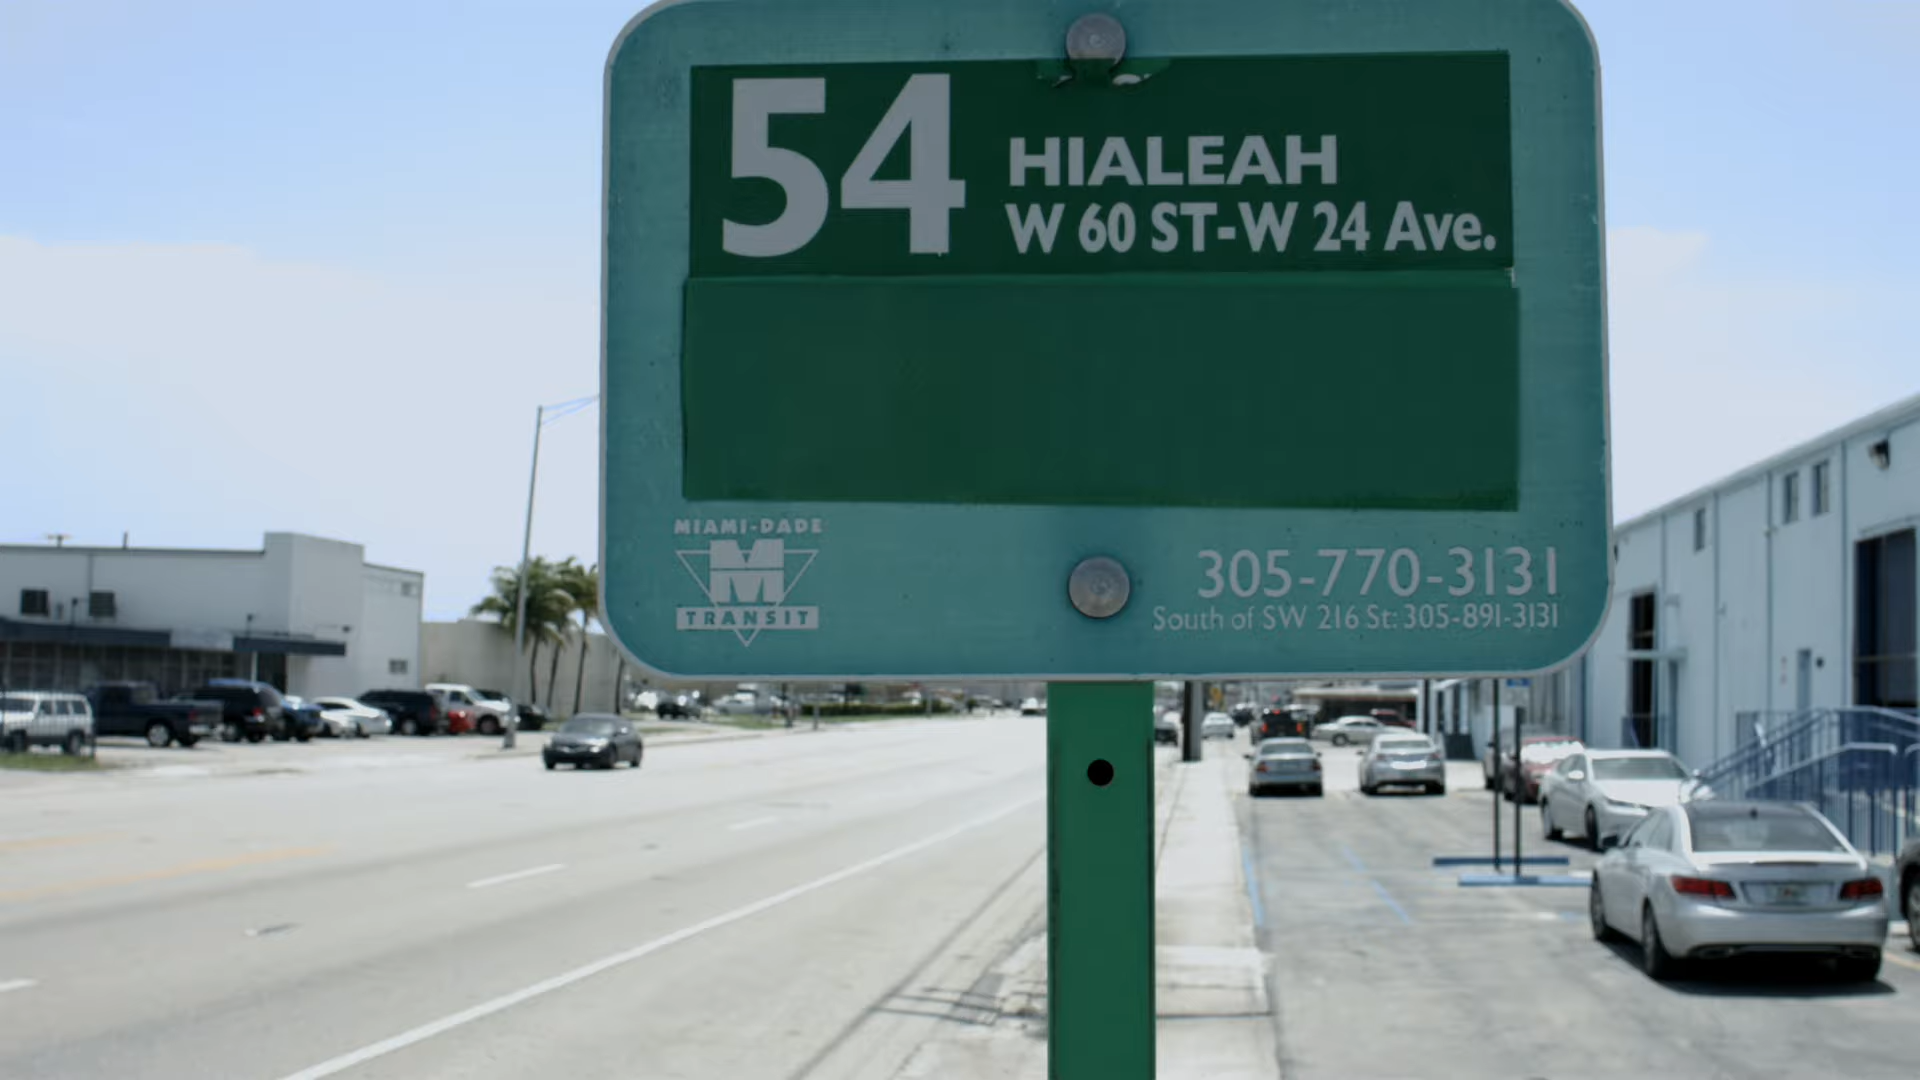 54
HIALEAH
W 60 ST-W 24 Ave.
MIAMI-DADE
M
TRANSIT
305-770-3131
South of SW 216 St: 305-891-3131